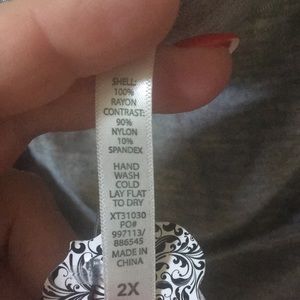 SHELL:
100%
RAYON
CONTRAST:
90%
NYLON
10%
SPANDEX
HAND
WASH
COLD
LAY FLAT
TO DRY
XT31030
PO#
997113/
886545
MADE IN
CHINA
2X